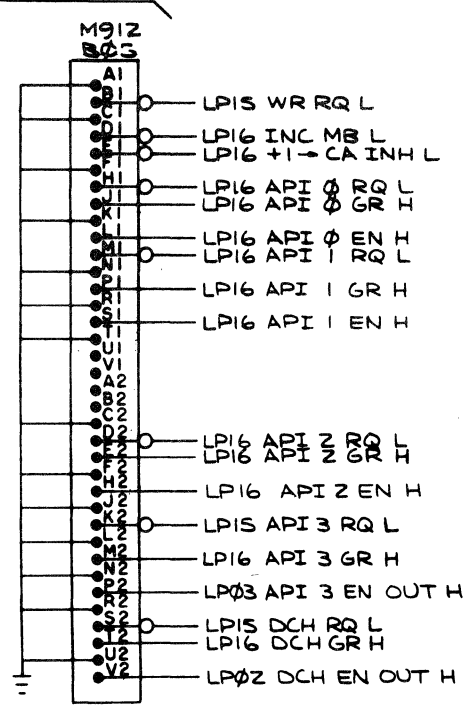 M912
A1
B1 LP15 WR RQ L
C1
D1 LP16 INC MB L
E1 LP16 +1→CA INH L
F1
H1 LP16 API Ø RQ L
J1 LP16 API Ø GR H
K1
L1 LP16 API Ø EN H
M1 LP16 API 1 RQ L
N1
P1 LP16 API 1 GR H
R1
S1 LP16 API 1 EN H
T1
U1
V1
A2
B2
C2
D2 LP16 API 2 RQ L
E2 LP16 API 2 GR H
F2
H2 LP16 API 2 EN H
J2
K2 LP15 API 3 RQ L
L2
M2 LP16 API 3 GR H
N2
P2 LPØ3 API 3 EN OUT H
R2
S2 LP15 DCH RQ L
T2 LP16 DCH GR H
U2
V2 LPØ2 DCH EN OUT H